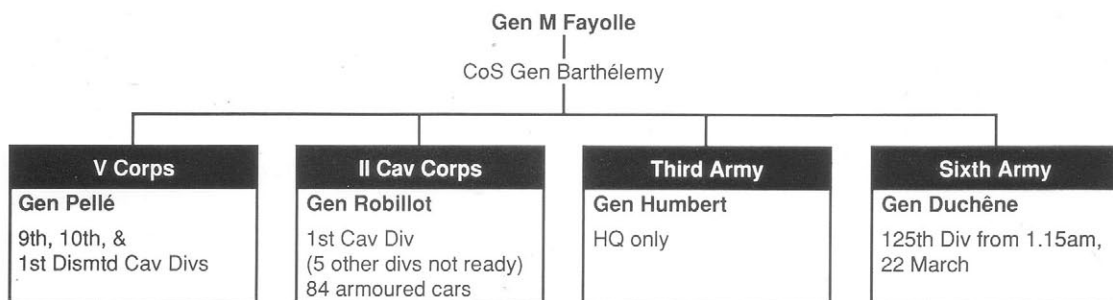 Gen M Fayolle
CoS Gen Barthélemy
V Corps
Gen Pellé
9th, 10th, &
1st Dismtd Cav Divs
II Cav Corps
Gen Robillot
1st Cav Div
(5 other divs not ready)
84 armoured cars
Third Army
Gen Humbert
HQ only
Sixth Army
Gen Duchêne
125th Div from 1.15am,
22 March